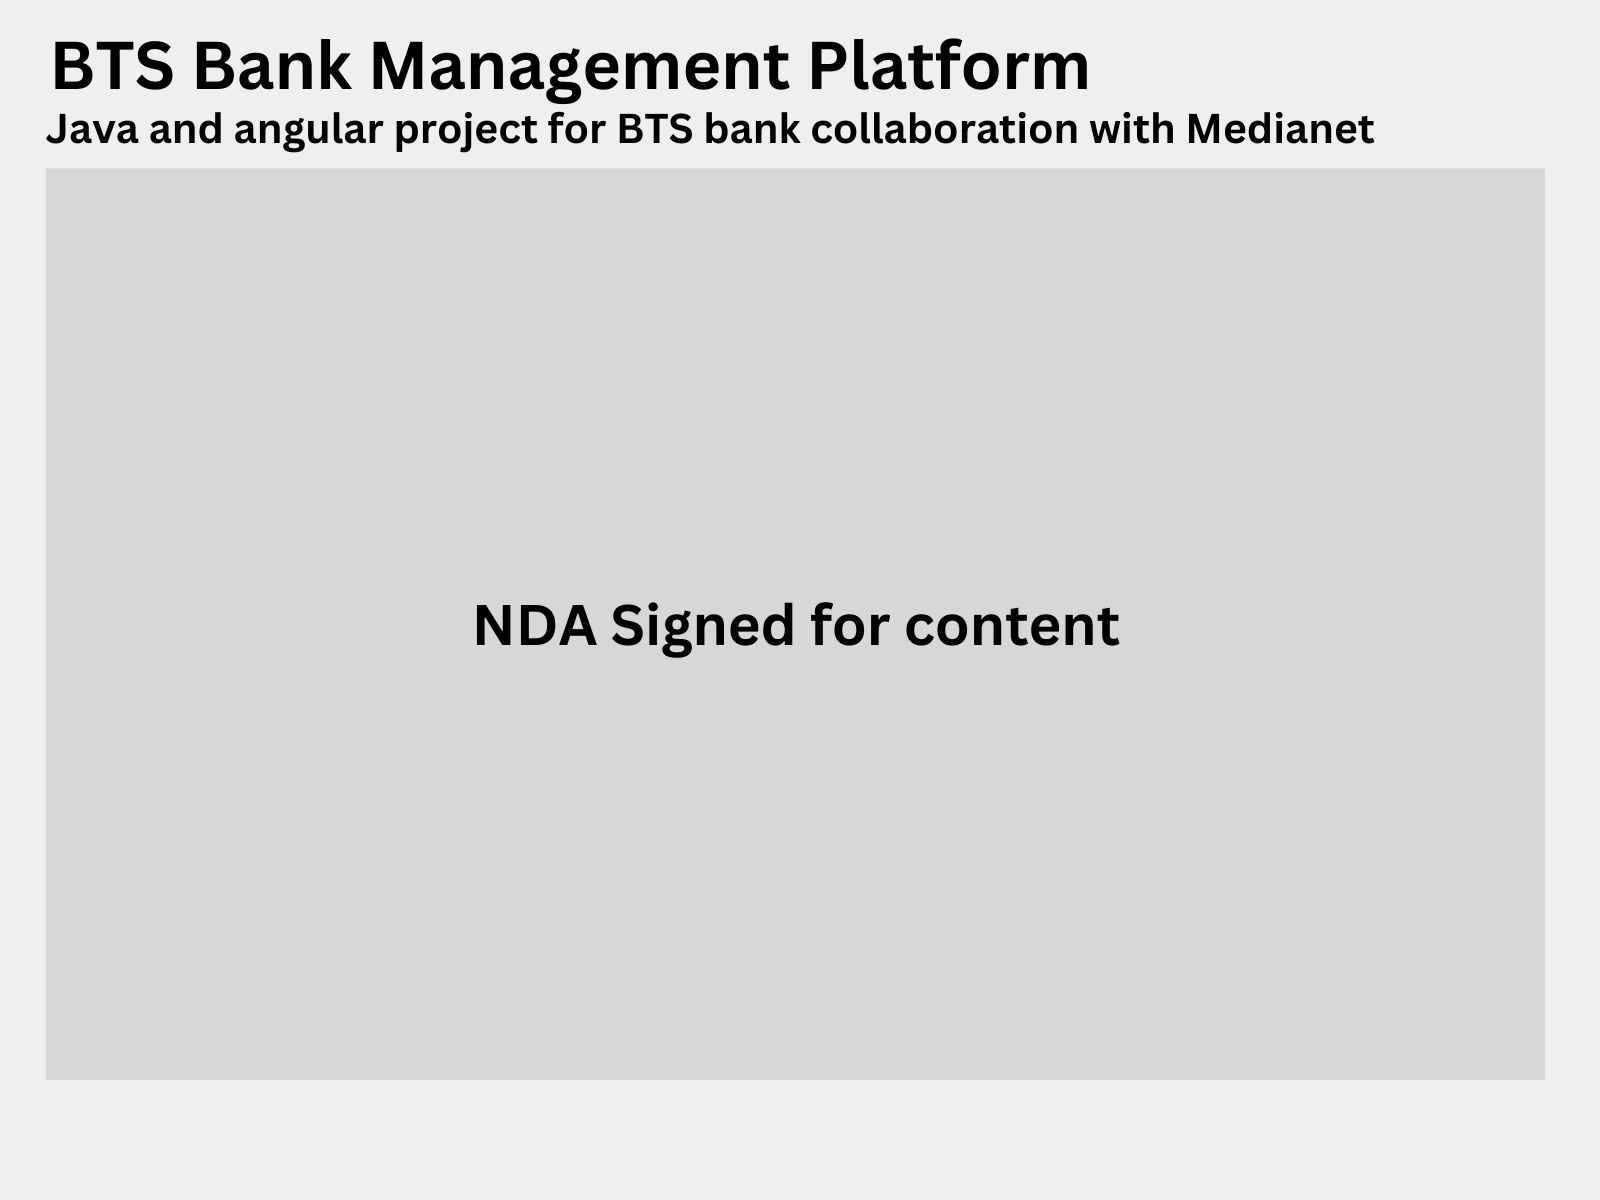 BTS Bank Management Platform
Java and angular project for BTS bank collaboration with Medianet
NDA Signed for content